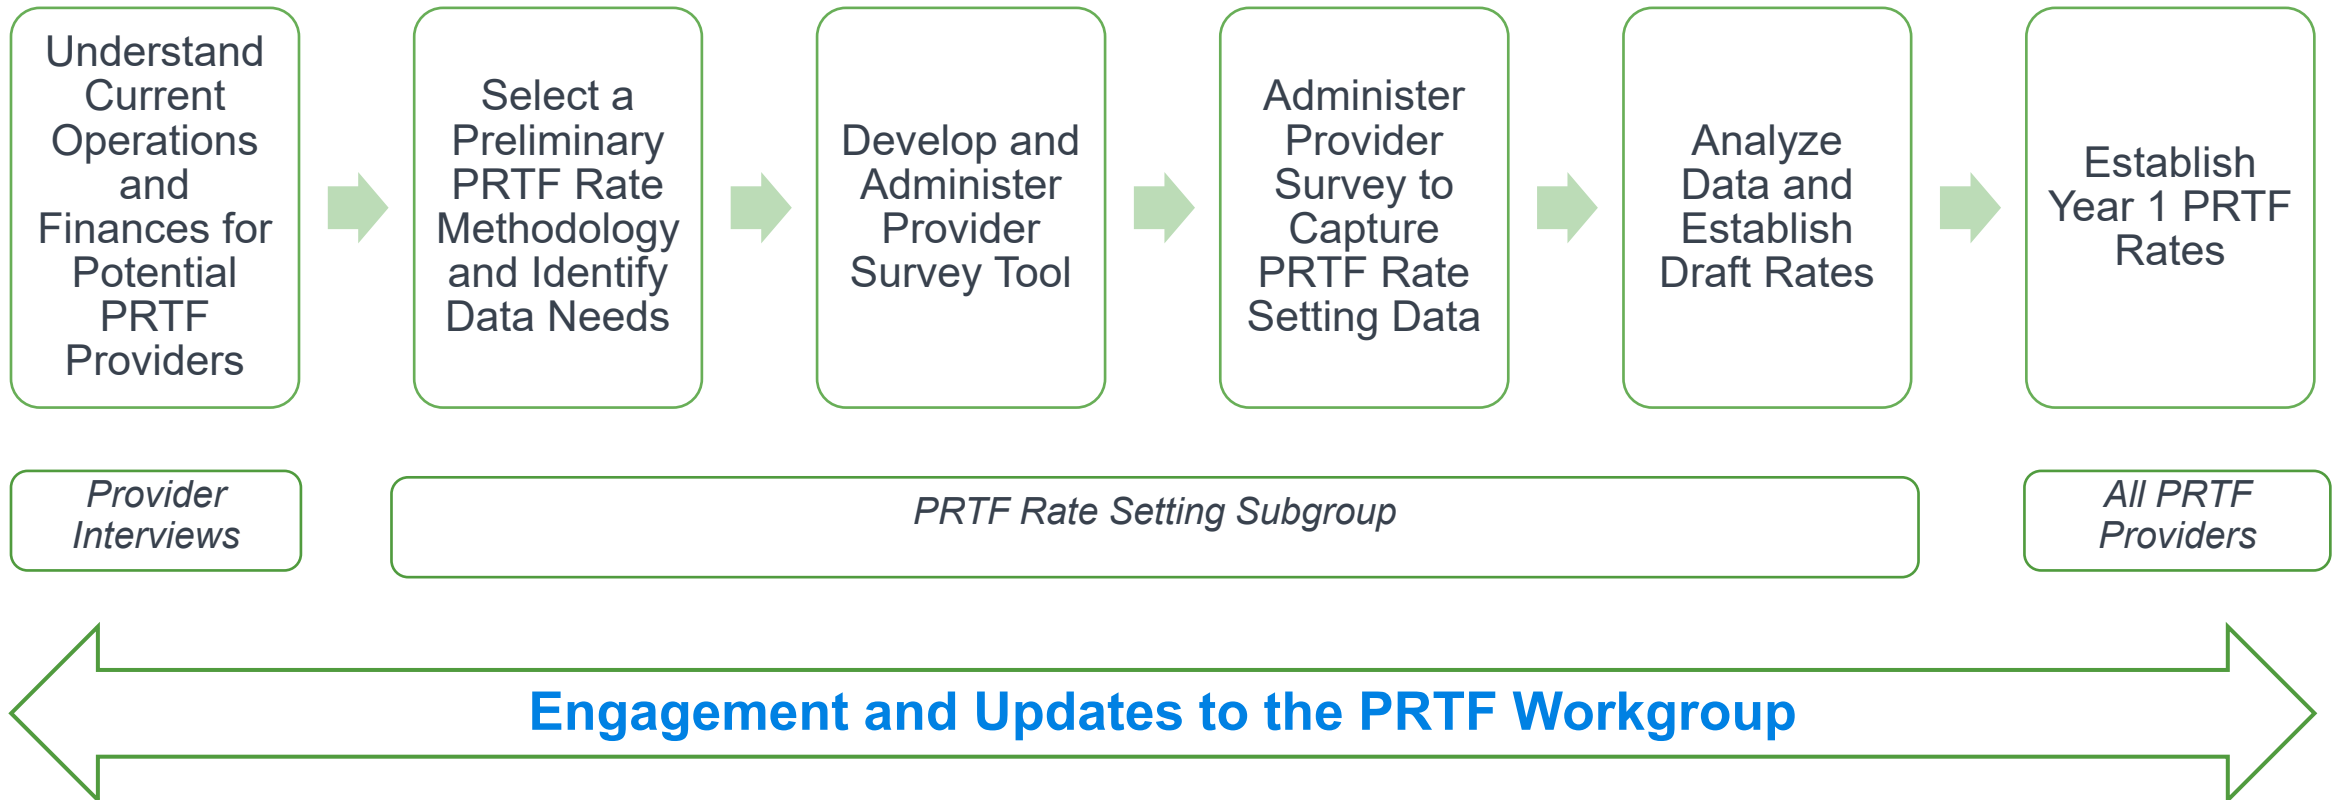 Understand
Current
Operations
and
Finances for
Potential
PRTF
Providers
Select a
Preliminary
PRTF Rate
Methodology
and Identify
Data Needs
Develop and
Administer
Provider
Survey Tool
Administer
Provider
Survey to
Capture
PRTF Rate
Setting Data
Analyze
Data and
Establish
Draft Rates
Establish
Year 1 PRTF
Rates
Provider
Interviews
PRTF Rate Setting Subgroup
All PRTF
Providers
Engagement and Updates to the PRTF Workgroup